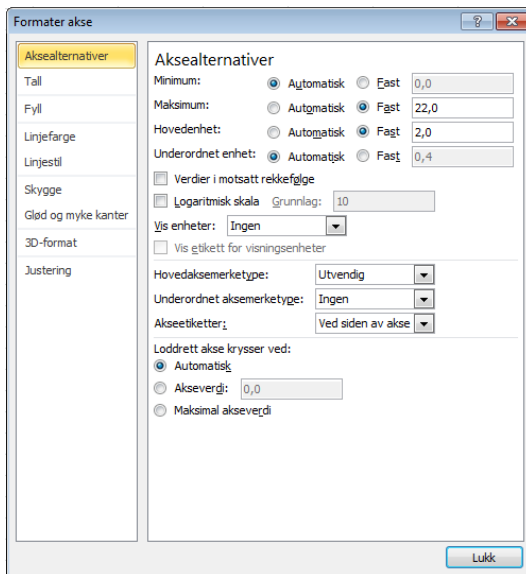 Formater akse
Aksealternativer
Tall
Fyll
Linjefarge
Linjestil
Skygge
Glød og myke kanter
3D-format
Justering
Aksealternativer
Minimum: Automatisk Fast 0,0
Maksimum: Automatisk Fast 22,0
Hovedenhet: Automatisk Fast 2,0
Underordnet enhet: Automatisk Fast 0,4
Verdier i motsatt rekkefølge
Logaritmisk skala Grunnlag: 10
Vis enheter: Ingen
Vis etikett for visningsenheter
Hovedaksemerketype: Utvendig
Underordnet aksemerketype: Ingen
Akseetiketter: Ved siden av akse
Loddrett akse krysser ved:
Automatisk
Akseverdi: 0,0
Maksimal akseverdi
Lukk